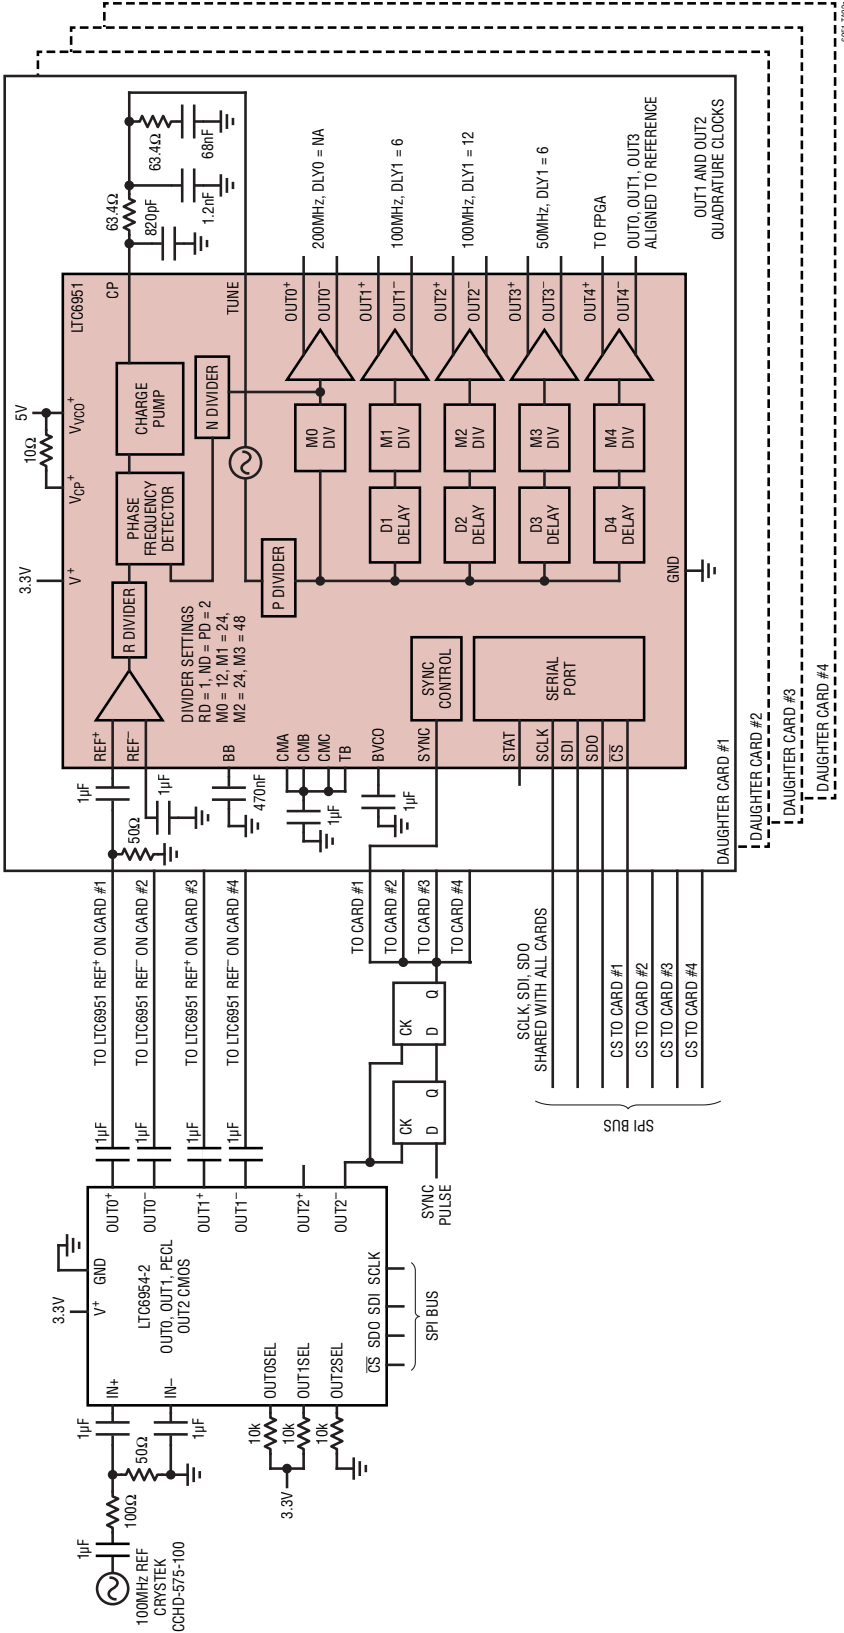 100MHz REF
CRYSTEK
CCHD-575-100
1µF
100Ω
50Ω
1µF
1µF
3.3V
V⁺
GND
IN+
IN–
LTC6954-2
OUT0, OUT1, PECL
OUT2 CMOS
OUT0⁺
OUT0⁻
OUT1⁺
OUT1⁻
OUT2⁺
OUT2⁻
OUT0SEL
OUT1SEL
OUT2SEL
10k
10k
10k
3.3V
CS SDO SDI SCLK
SPI BUS
1µF
1µF
1µF
1µF
TO LTC6951 REF⁺ ON CARD #1
TO LTC6951 REF⁻ ON CARD #2
TO LTC6951 REF⁺ ON CARD #3
TO LTC6951 REF⁻ ON CARD #4
SYNC
PULSE
CK
D
Q
CK
D
Q
TO CARD #1
TO CARD #2
TO CARD #3
TO CARD #4
SCLK, SDI, SDO
SHARED WITH ALL CARDS
CS TO CARD #1
CS TO CARD #2
CS TO CARD #3
CS TO CARD #4
SPI BUS
1µF
50Ω
1µF
470nF
1µF
1µF
3.3V
10Ω
5V
V⁺
V_CP⁺
V_VCO⁺
LTC6951
REF⁺
REF⁻
BB
CMA
CMB
CMC
TB
BVCO
SYNC
STAT
SCLK
SDI
SDO
CS
R DIVIDER
PHASE
FREQUENCY
DETECTOR
CHARGE
PUMP
N DIVIDER
P DIVIDER
DIVIDER SETTINGS
RD = 1, ND = PD = 2
M0 = 12, M1 = 24,
M2 = 24, M3 = 48
SYNC
CONTROL
SERIAL
PORT
M0
DIV
D1
DELAY
M1
DIV
D2
DELAY
M2
DIV
D3
DELAY
M3
DIV
D4
DELAY
M4
DIV
GND
CP
TUNE
OUT0⁺
OUT0⁻
OUT1⁺
OUT1⁻
OUT2⁺
OUT2⁻
OUT3⁺
OUT3⁻
OUT4⁺
OUT4⁻
63.4Ω
820pF
1.2nF
63.4Ω
68nF
200MHz, DLY0 = NA
100MHz, DLY1 = 6
100MHz, DLY1 = 12
50MHz, DLY1 = 6
TO FPGA
OUT0, OUT1, OUT3
ALIGNED TO REFERENCE
OUT1 AND OUT2
QUADRATURE CLOCKS
DAUGHTER CARD #1
DAUGHTER CARD #2
DAUGHTER CARD #3
DAUGHTER CARD #4